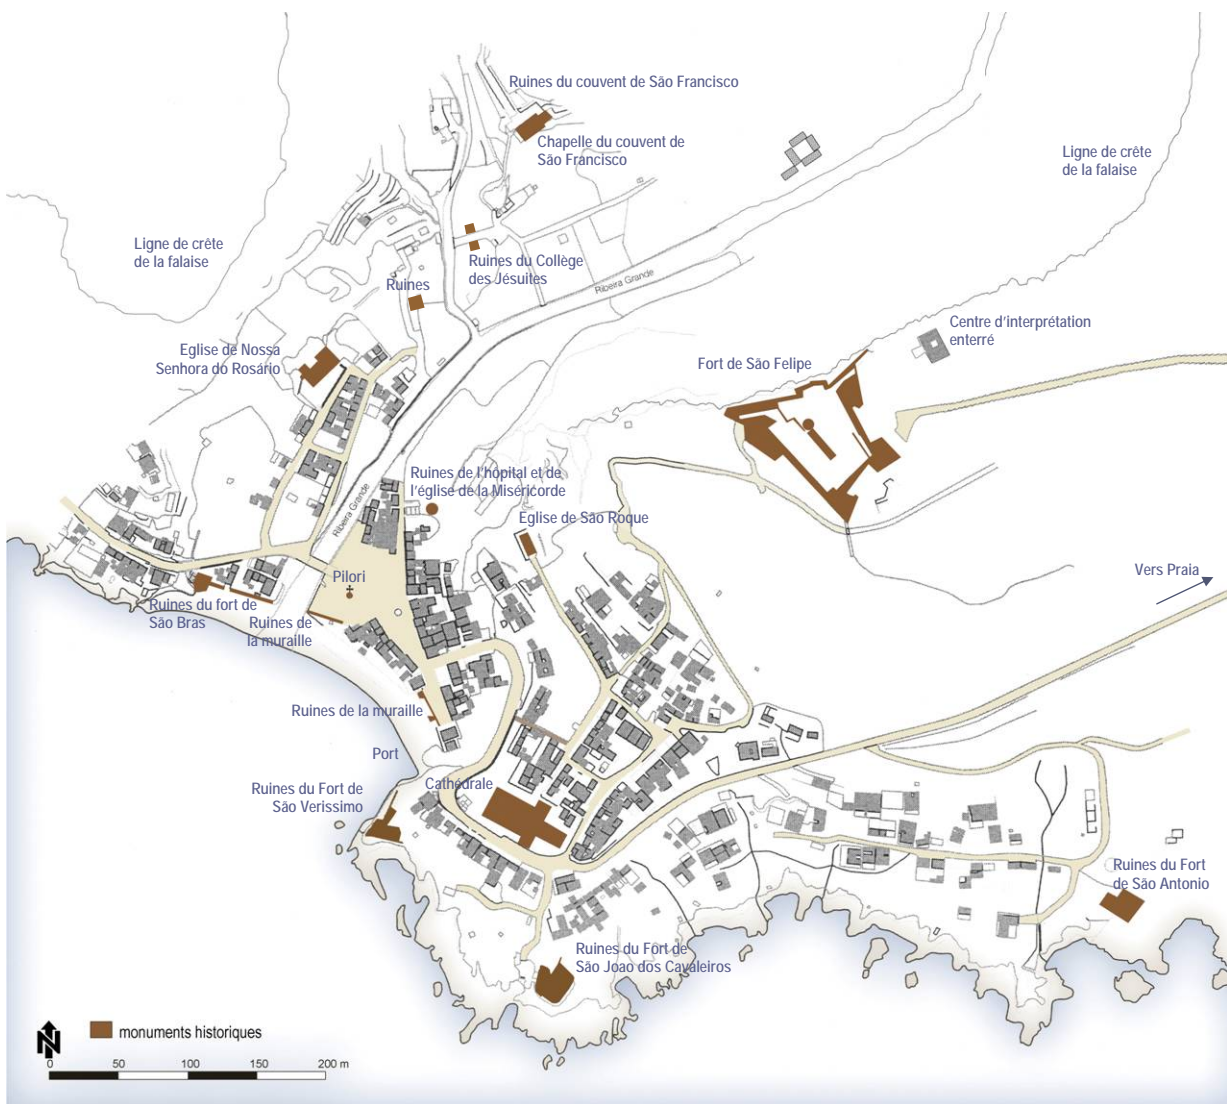 Ruines du couvent de São Francisco
Chapelle du couvent de
São Francisco
Ligne de crête
de la falaise
Ligne de crête
de la falaise
Ruines du Collège
des Jésuites
Ribeira Grande
Ruines
Centre d'interprétation
enterré
Eglise de Nossa
Senhora do Rosário
Fort de São Felipe
Ruines de l'hôpital et de
l'église de la Miséricorde
Ribeira Grande
Eglise de São Roque
Vers Praia
Pilori
Ruines du fort de
São Bras
Ruines de
la muraille
Ruines de la muraille
Port
Cathédrale
Ruines du Fort de
São Verissimo
Ruines du Fort
de São Antonio
Ruines du Fort de
São Joao dos Cavaleiros
N
monuments historiques
0 50 100 150 200 m